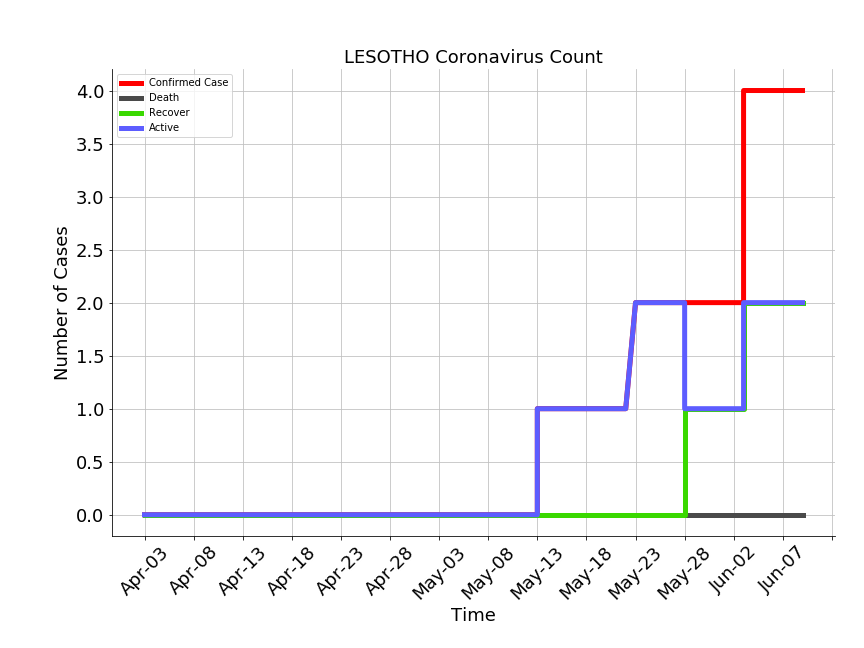 LESOTHO Coronavirus Count
Confirmed Case
Death
Recover
Active
4.0
3.5
3.0
2.5
2.0
1.5
1.0
0.5
0.0
Number of Cases
Apr-03
Apr-08
Apr-13
Apr-18
Apr-23
Apr-28
May-03
May-08
May-13
May-18
May-23
May-28
Jun-02
Jun-07
Time